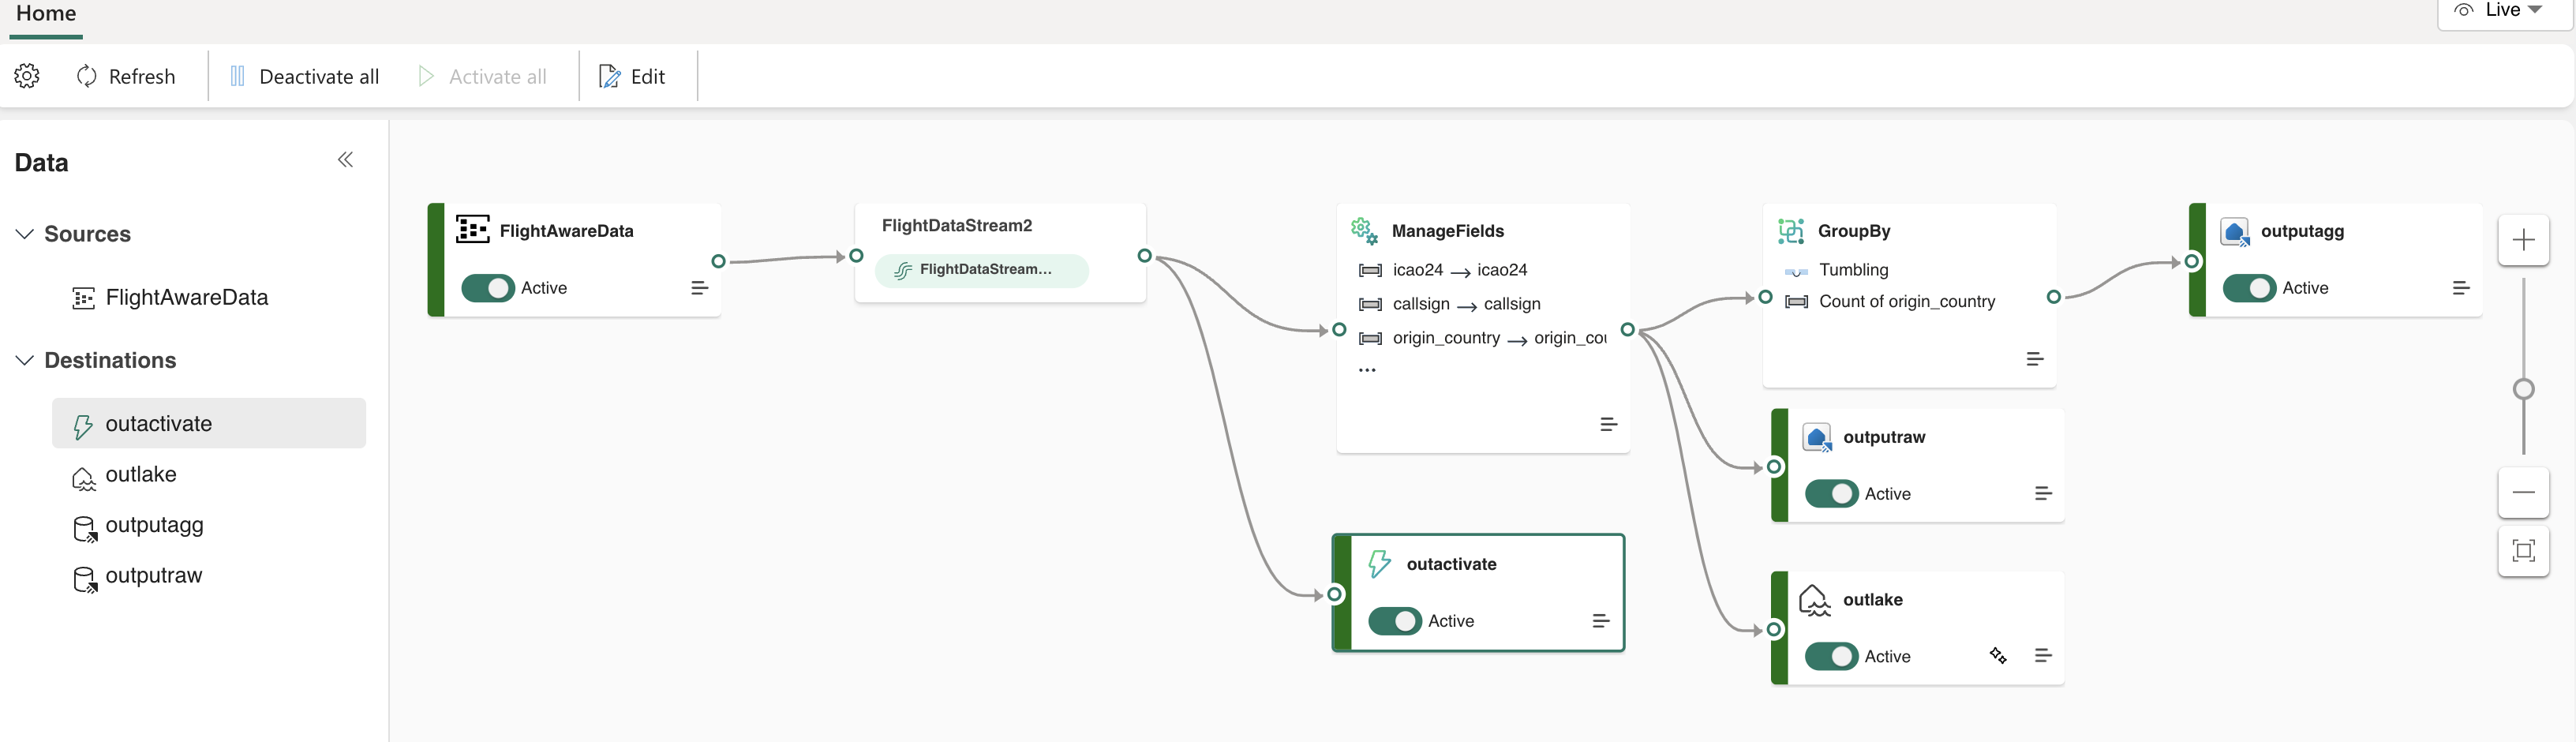 Home
Live
Refresh
Deactivate all
Activate all
Edit
Data
Sources
FlightAwareData
Destinations
outactivate
outlake
outputagg
outputraw
FlightAwareData
Active
FlightDataStream2
FlightDataStream...
ManageFields
icao24 → icao24
callsign → callsign
origin_country → origin_cou
...
outactivate
Active
GroupBy
Tumbling
Count of origin_country
outputraw
Active
outlake
Active
outputagg
Active